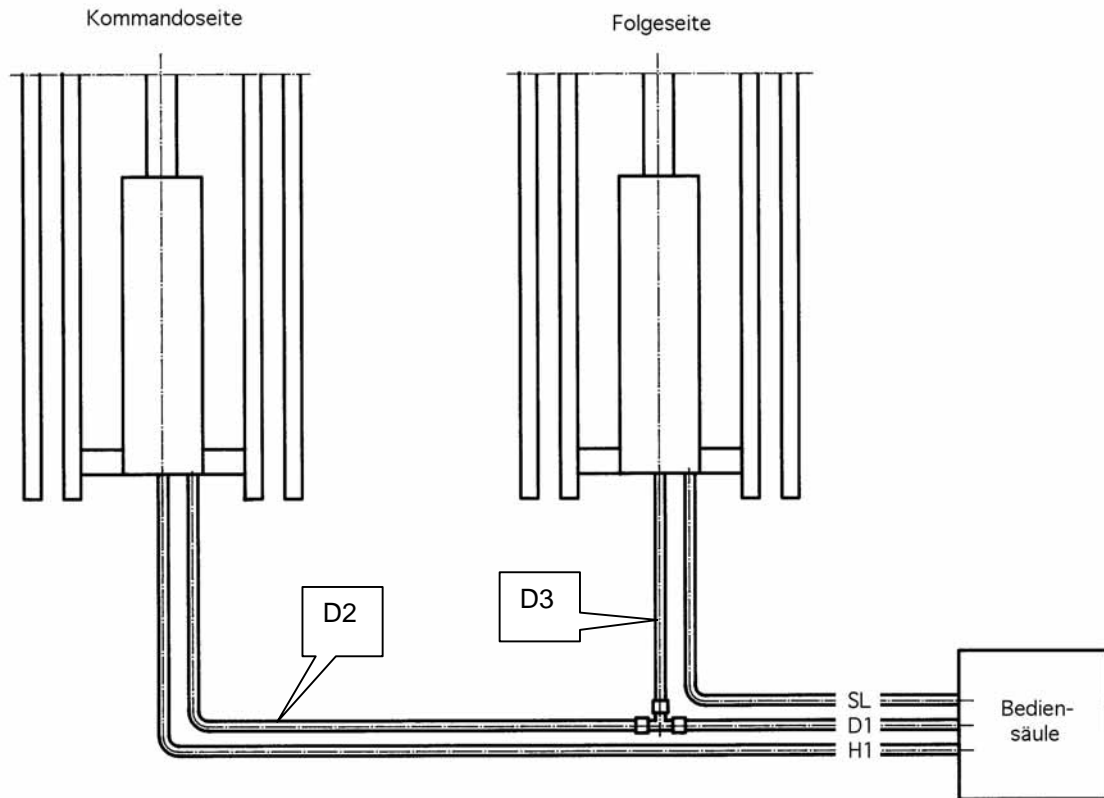 Kommandoseite
Folgeseite
D2
D3
SL
D1
H1
Bedien-
säule